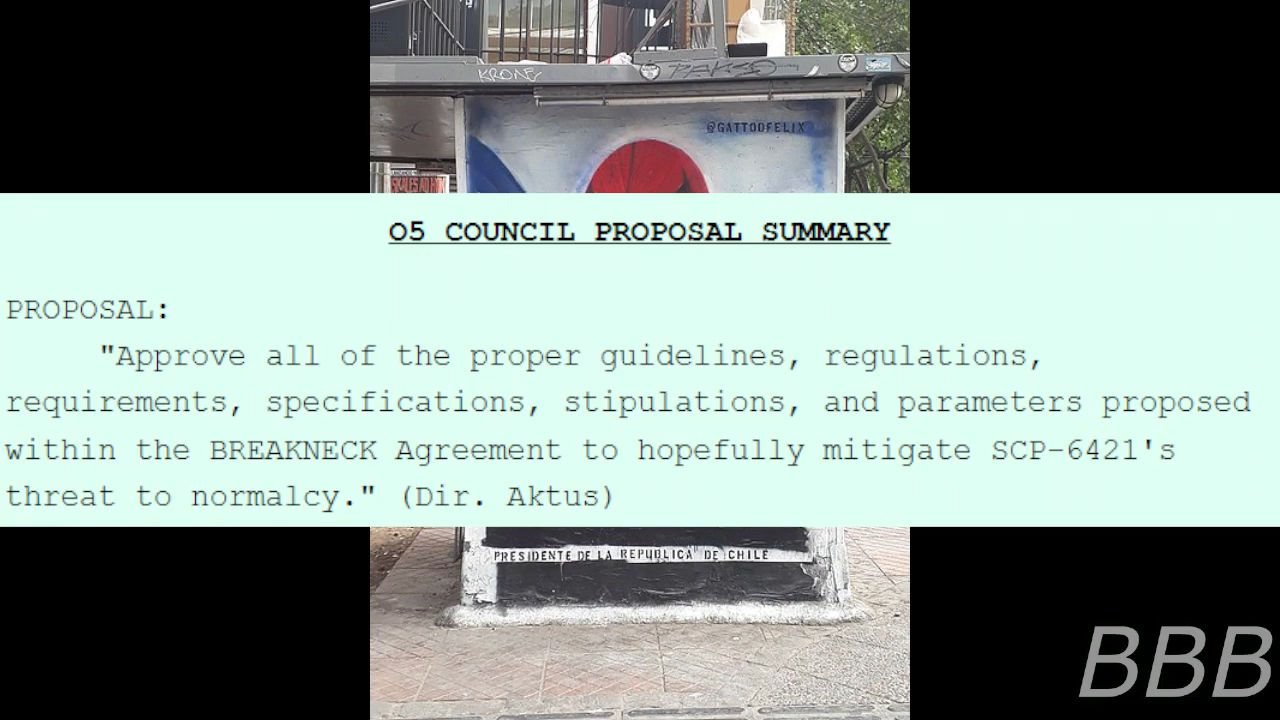 KRONE
@GATTODFELIX
O5 COUNCIL PROPOSAL SUMMARY
PROPOSAL:
"Approve all of the proper guidelines, regulations,
requirements, specifications, stipulations, and parameters proposed
within the BREAKNECK Agreement to hopefully mitigate SCP-6421's
threat to normalcy." (Dir. Aktus)
PRESIDENTE DE LA REPUBLICA DE CHILE
BBB